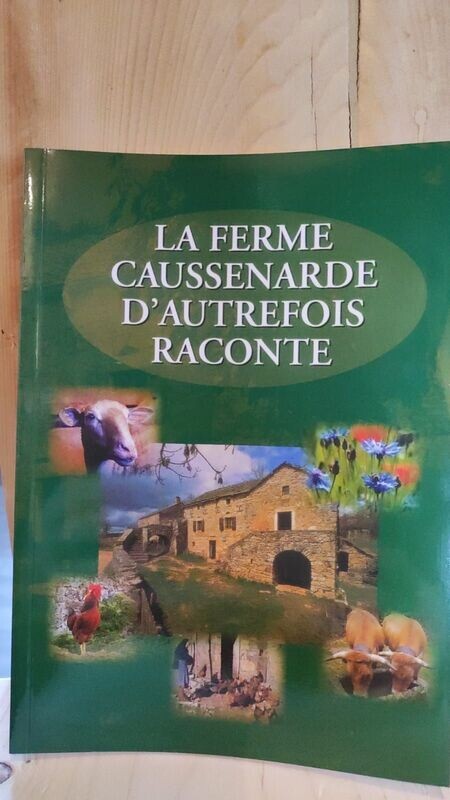 LA FERME
CAUSSENARDE
D'AUTREFOIS
RACONTE